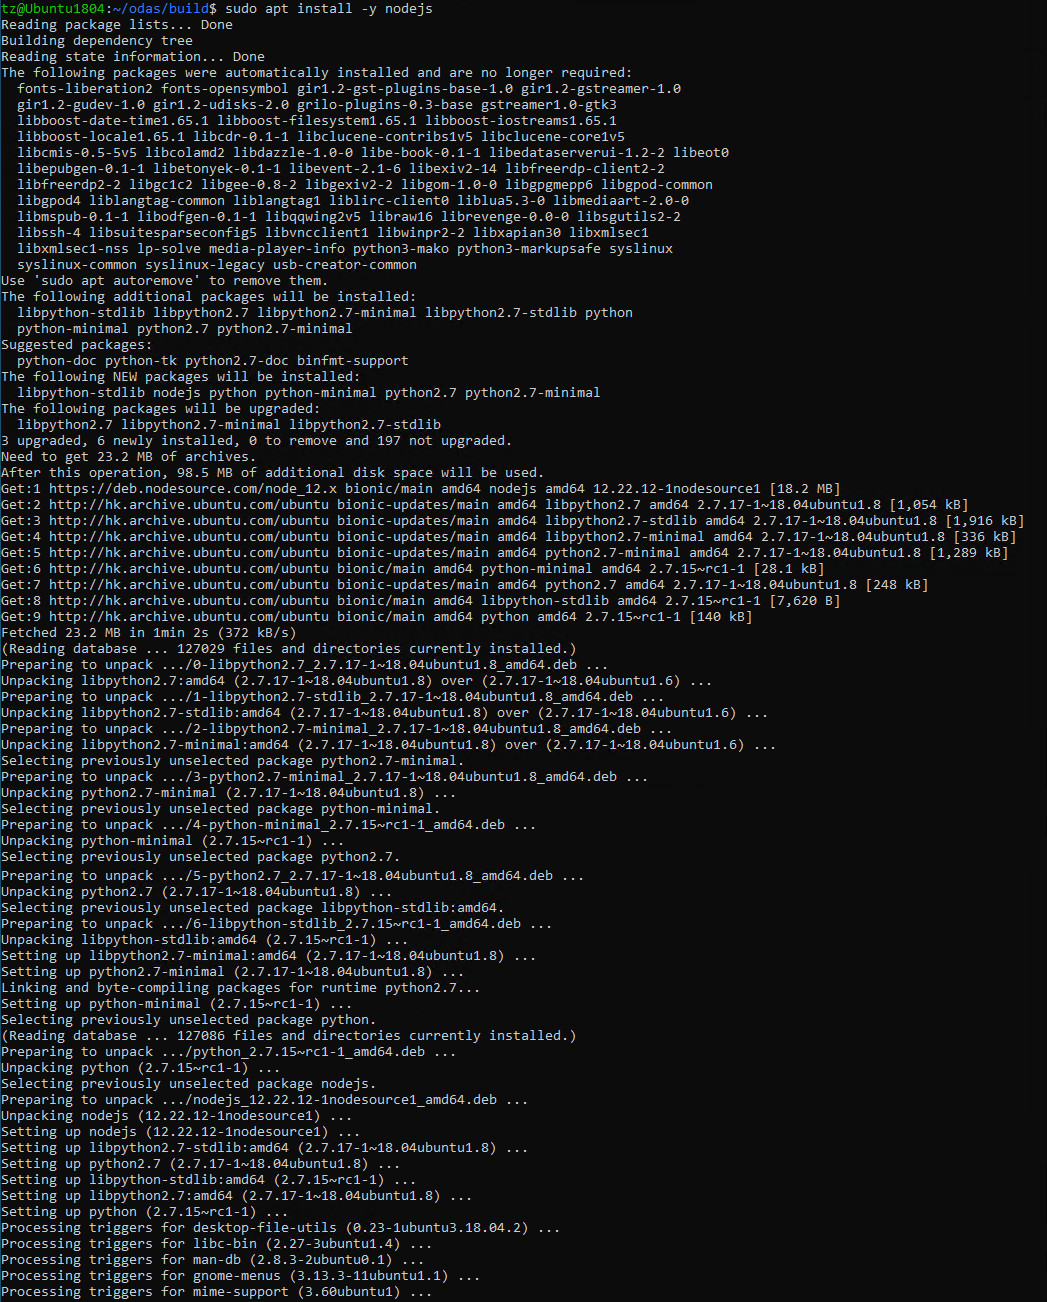 tz@Ubuntu1804:~/odas/build$ sudo apt install -y nodejs
Reading package lists... Done
Building dependency tree
Reading state information... Done
The following packages were automatically installed and are no longer required:
  fonts-liberation2 fonts-opensymbol gir1.2-gst-plugins-base-1.0 gir1.2-gstreamer-1.0
  gir1.2-gudev-1.0 gir1.2-udisks-2.0 grilo-plugins-0.3-base gstreamer1.0-gtk3
  libboost-date-time1.65.1 libboost-filesystem1.65.1 libboost-iostreams1.65.1
  libboost-locale1.65.1 libcdr-0.1-1 libclucene-contribs1v5 libclucene-core1v5
  libcmis-0.5-5v5 libcolamd2 libdazzle-1.0-0 libe-book-0.1-1 libedataserverui-1.2-2 libeot0
  libepubgen-0.1-1 libetonyek-0.1-1 libevent-2.1-6 libexiv2-14 libfreerdp-client2-2
  libfreerdp2-2 libgc1c2 libgee-0.8-2 libgexiv2-2 libgom-1.0-0 libgpgmepp6 libgpod-common
  libgpod4 liblangtag-common liblangtag1 liblirc-client0 liblua5.3-0 libmediaart-2.0-0
  libmspub-0.1-1 libodfgen-0.1-1 libqqwing2v5 libraw16 librevenge-0.0-0 libsgutils2-2
  libssh-4 libsuitesparseconfig5 libvncclient1 libwinpr2-2 libxapian30 libxmlsec1
  libxmlsec1-nss lp-solve media-player-info python3-mako python3-markupsafe syslinux
  syslinux-common syslinux-legacy usb-creator-common
Use 'sudo apt autoremove' to remove them.
The following additional packages will be installed:
  libpython-stdlib libpython2.7 libpython2.7-minimal libpython2.7-stdlib python
  python-minimal python2.7 python2.7-minimal
Suggested packages:
  python-doc python-tk python2.7-doc binfmt-support
The following NEW packages will be installed:
  libpython-stdlib nodejs python python-minimal python2.7 python2.7-minimal
The following packages will be upgraded:
  libpython2.7 libpython2.7-minimal libpython2.7-stdlib
3 upgraded, 6 newly installed, 0 to remove and 197 not upgraded.
Need to get 23.2 MB of archives.
After this operation, 98.5 MB of additional disk space will be used.
Get:1 https://deb.nodesource.com/node_12.x bionic/main amd64 nodejs amd64 12.22.12-1nodesource1 [18.2 MB]
Get:2 http://hk.archive.ubuntu.com/ubuntu bionic-updates/main amd64 libpython2.7 amd64 2.7.17-1~18.04ubuntu1.8 [1,054 kB]
Get:3 http://hk.archive.ubuntu.com/ubuntu bionic-updates/main amd64 libpython2.7-stdlib amd64 2.7.17-1~18.04ubuntu1.8 [1,916 kB]
Get:4 http://hk.archive.ubuntu.com/ubuntu bionic-updates/main amd64 libpython2.7-minimal amd64 2.7.17-1~18.04ubuntu1.8 [336 kB]
Get:5 http://hk.archive.ubuntu.com/ubuntu bionic-updates/main amd64 python2.7-minimal amd64 2.7.17-1~18.04ubuntu1.8 [1,289 kB]
Get:6 http://hk.archive.ubuntu.com/ubuntu bionic/main amd64 python-minimal amd64 2.7.15~rc1-1 [28.1 kB]
Get:7 http://hk.archive.ubuntu.com/ubuntu bionic-updates/main amd64 python2.7 amd64 2.7.17-1~18.04ubuntu1.8 [248 kB]
Get:8 http://hk.archive.ubuntu.com/ubuntu bionic/main amd64 libpython-stdlib amd64 2.7.15~rc1-1 [7,620 B]
Get:9 http://hk.archive.ubuntu.com/ubuntu bionic/main amd64 python amd64 2.7.15~rc1-1 [140 kB]
Fetched 23.2 MB in 1min 2s (372 kB/s)
(Reading database ... 127029 files and directories currently installed.)
Preparing to unpack .../0-libpython2.7_2.7.17-1~18.04ubuntu1.8_amd64.deb ...
Unpacking libpython2.7:amd64 (2.7.17-1~18.04ubuntu1.8) over (2.7.17-1~18.04ubuntu1.6) ...
Preparing to unpack .../1-libpython2.7-stdlib_2.7.17-1~18.04ubuntu1.8_amd64.deb ...
Unpacking libpython2.7-stdlib:amd64 (2.7.17-1~18.04ubuntu1.8) over (2.7.17-1~18.04ubuntu1.6) ...
Preparing to unpack .../2-libpython2.7-minimal_2.7.17-1~18.04ubuntu1.8_amd64.deb ...
Unpacking libpython2.7-minimal:amd64 (2.7.17-1~18.04ubuntu1.8) over (2.7.17-1~18.04ubuntu1.6) ...
Selecting previously unselected package python2.7-minimal.
Preparing to unpack .../3-python2.7-minimal_2.7.17-1~18.04ubuntu1.8_amd64.deb ...
Unpacking python2.7-minimal (2.7.17-1~18.04ubuntu1.8) ...
Selecting previously unselected package python-minimal.
Preparing to unpack .../4-python-minimal_2.7.15~rc1-1_amd64.deb ...
Unpacking python-minimal (2.7.15~rc1-1) ...
Selecting previously unselected package python2.7.
Preparing to unpack .../5-python2.7_2.7.17-1~18.04ubuntu1.8_amd64.deb ...
Unpacking python2.7 (2.7.17-1~18.04ubuntu1.8) ...
Selecting previously unselected package libpython-stdlib:amd64.
Preparing to unpack .../6-libpython-stdlib_2.7.15~rc1-1_amd64.deb ...
Unpacking libpython-stdlib:amd64 (2.7.15~rc1-1) ...
Setting up libpython2.7-minimal:amd64 (2.7.17-1~18.04ubuntu1.8) ...
Setting up python2.7-minimal (2.7.17-1~18.04ubuntu1.8) ...
Linking and byte-compiling packages for runtime python2.7...
Setting up python-minimal (2.7.15~rc1-1) ...
Selecting previously unselected package python.
(Reading database ... 127086 files and directories currently installed.)
Preparing to unpack .../python_2.7.15~rc1-1_amd64.deb ...
Unpacking python (2.7.15~rc1-1) ...
Selecting previously unselected package nodejs.
Preparing to unpack .../nodejs_12.22.12-1nodesource1_amd64.deb ...
Unpacking nodejs (12.22.12-1nodesource1) ...
Setting up nodejs (12.22.12-1nodesource1) ...
Setting up libpython2.7-stdlib:amd64 (2.7.17-1~18.04ubuntu1.8) ...
Setting up python2.7 (2.7.17-1~18.04ubuntu1.8) ...
Setting up libpython-stdlib:amd64 (2.7.15~rc1-1) ...
Setting up libpython2.7:amd64 (2.7.17-1~18.04ubuntu1.8) ...
Setting up python (2.7.15~rc1-1) ...
Processing triggers for desktop-file-utils (0.23-1ubuntu3.18.04.2) ...
Processing triggers for libc-bin (2.27-3ubuntu1.4) ...
Processing triggers for man-db (2.8.3-2ubuntu0.1) ...
Processing triggers for gnome-menus (3.13.3-11ubuntu1.1) ...
Processing triggers for mime-support (3.60ubuntu1) ...